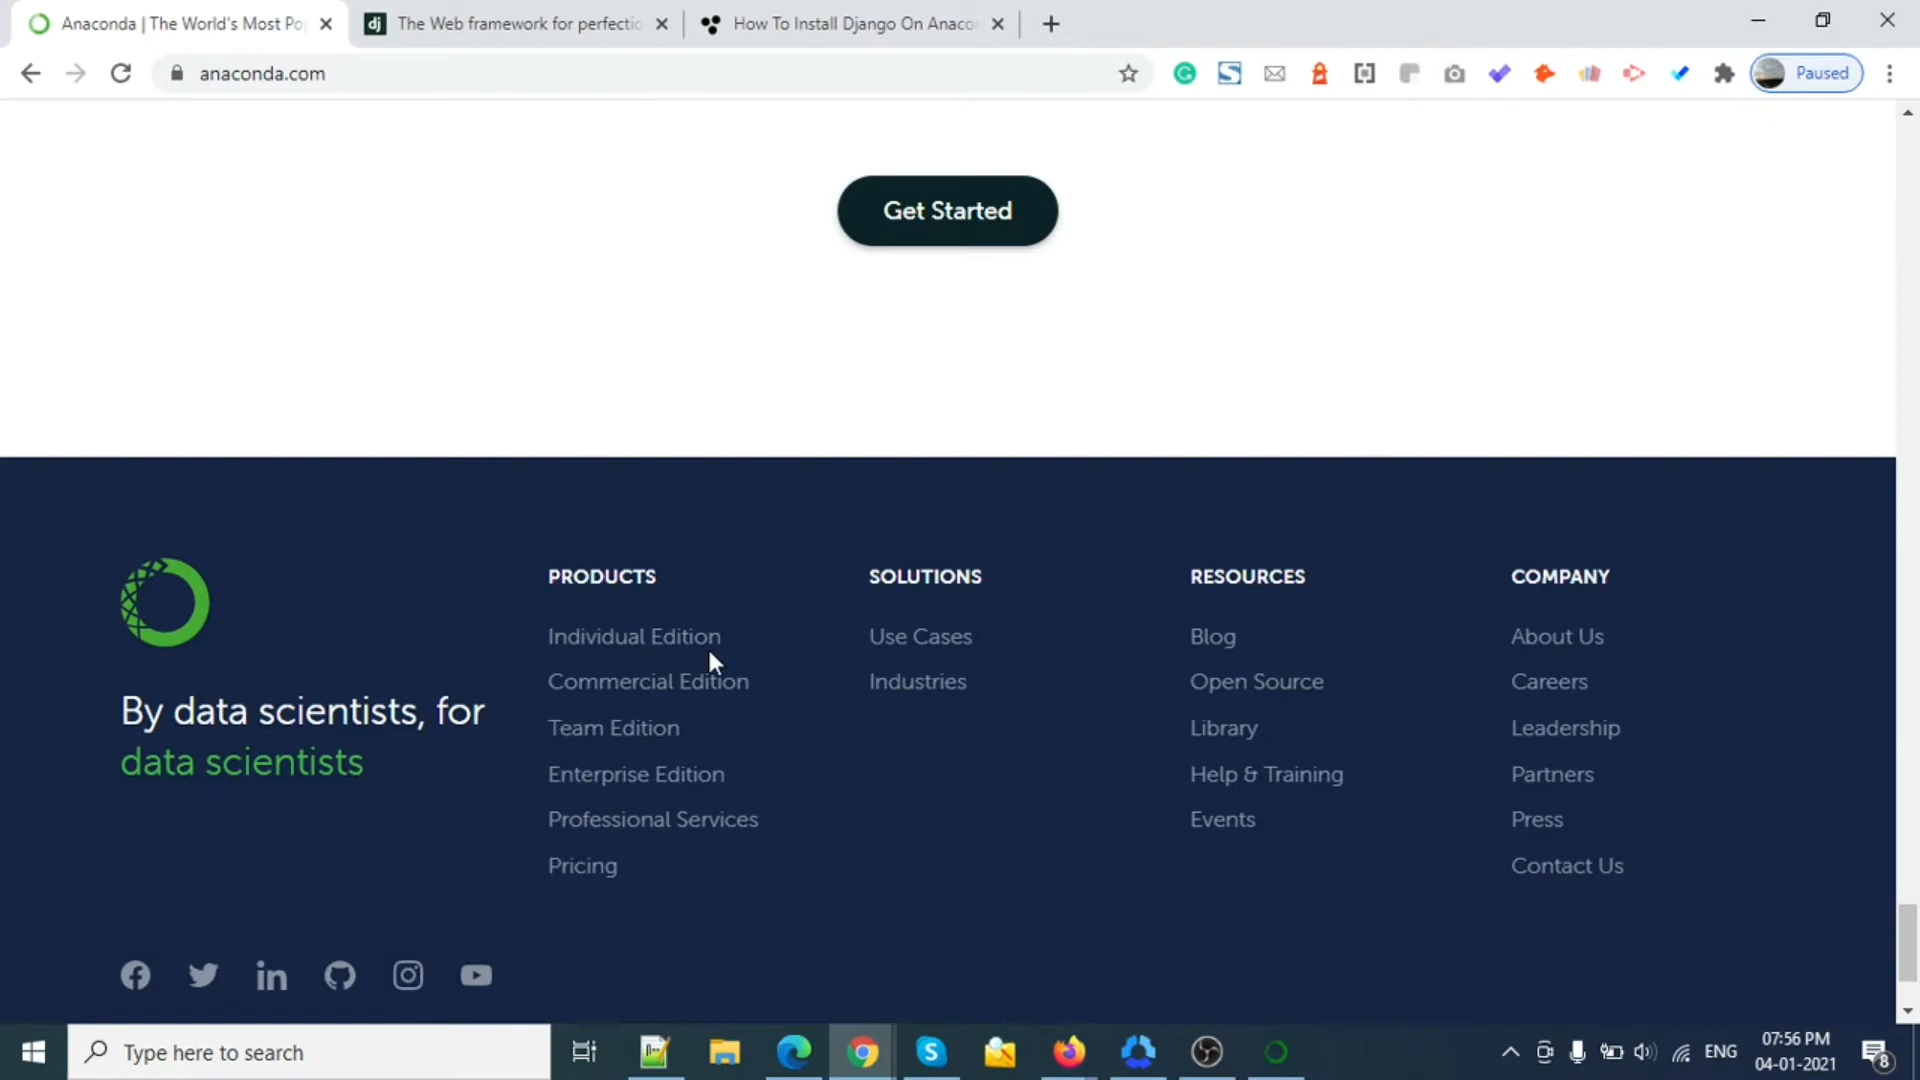 Anaconda | The World's Most Po
The Web framework for perfectio
How To Install Django On Anacon
anaconda.com
Paused
Get Started
PRODUCTS
Individual Edition
Commercial Edition
Team Edition
Enterprise Edition
Professional Services
Pricing
SOLUTIONS
Use Cases
Industries
RESOURCES
Blog
Open Source
Library
Help & Training
Events
COMPANY
About Us
Careers
Leadership
Partners
Press
Contact Us
By data scientists, for
data scientists
Type here to search
ENG
07:56 PM
04-01-2021
8